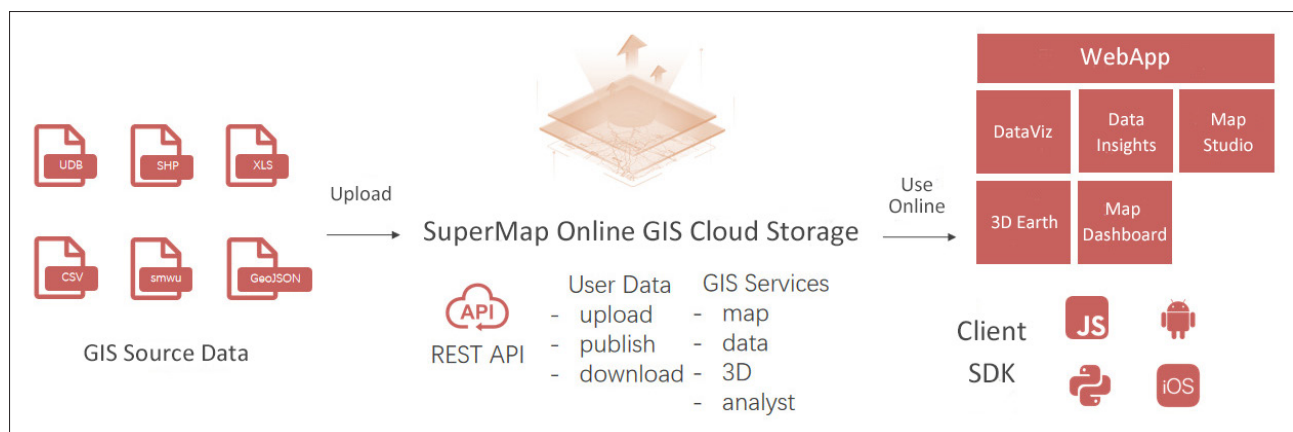 UDB
SHP
XLS
CSV
smwu
GeoJSON
GIS Source Data
Upload
SuperMap Online GIS Cloud Storage
API
REST API
User Data
- upload
- publish
- download
GIS Services
- map
- data
- 3D
- analyst
Use
Online
WebApp
DataViz
Data
Insights
Map
Studio
3D Earth
Map
Dashboard
Client
SDK
JS
iOS